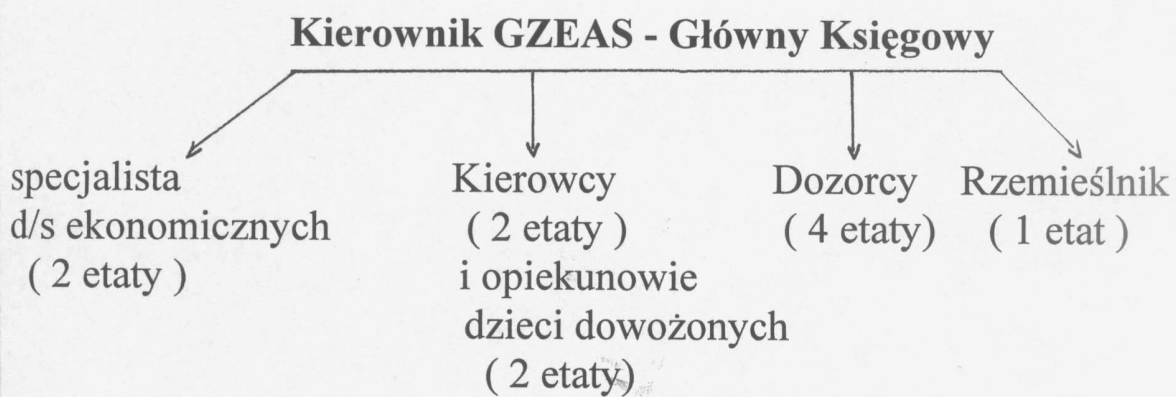 Kierownik GZEAS - Główny Księgowy
specjalista
d/s ekonomicznych
( 2 etaty )
Kierowcy
( 2 etaty )
i opiekunowie
dzieci dowożonych
( 2 etaty)
Dozorcy
( 4 etaty)
Rzemieślnik
( 1 etat )